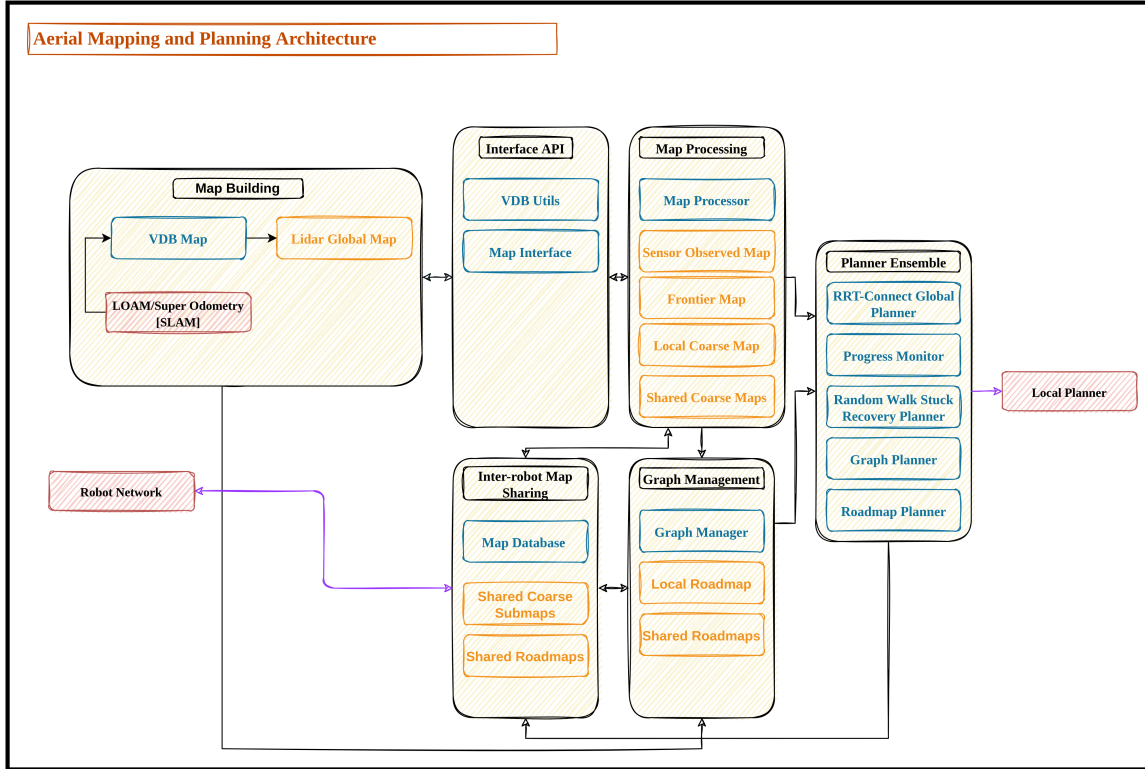 Aerial Mapping and Planning Architecture
Map Building
VDB Map
Lidar Global Map
LOAM/Super Odometry
[SLAM]
Interface API
VDB Utils
Map Interface
Map Processing
Map Processor
Sensor Observed Map
Frontier Map
Local Coarse Map
Shared Coarse Maps
Planner Ensemble
RRT-Connect Global
Planner
Progress Monitor
Random Walk Stuck
Recovery Planner
Graph Planner
Roadmap Planner
Local Planner
Robot Network
Inter-robot Map
Sharing
Map Database
Shared Coarse
Submaps
Shared Roadmaps
Graph Management
Graph Manager
Local Roadmap
Shared Roadmaps